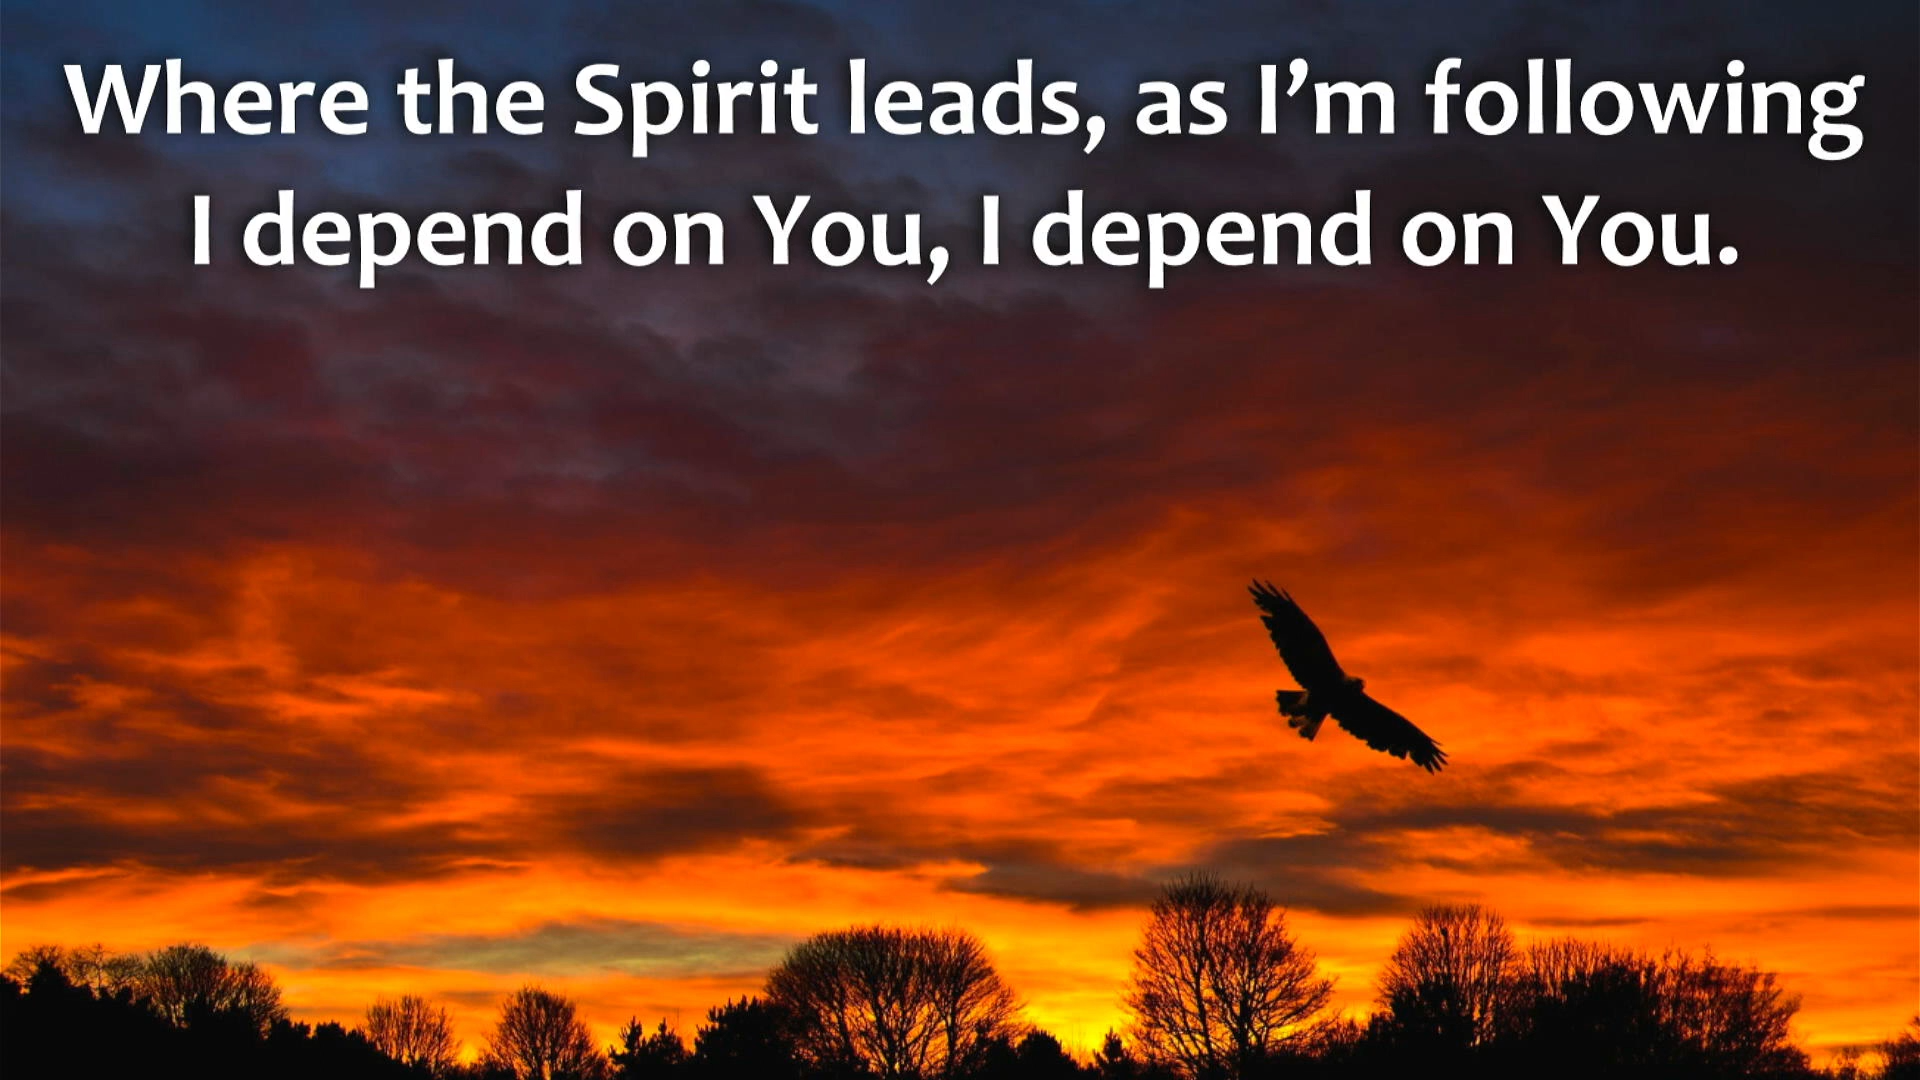 Where the Spirit leads, as I’m following
I depend on You, I depend on You.